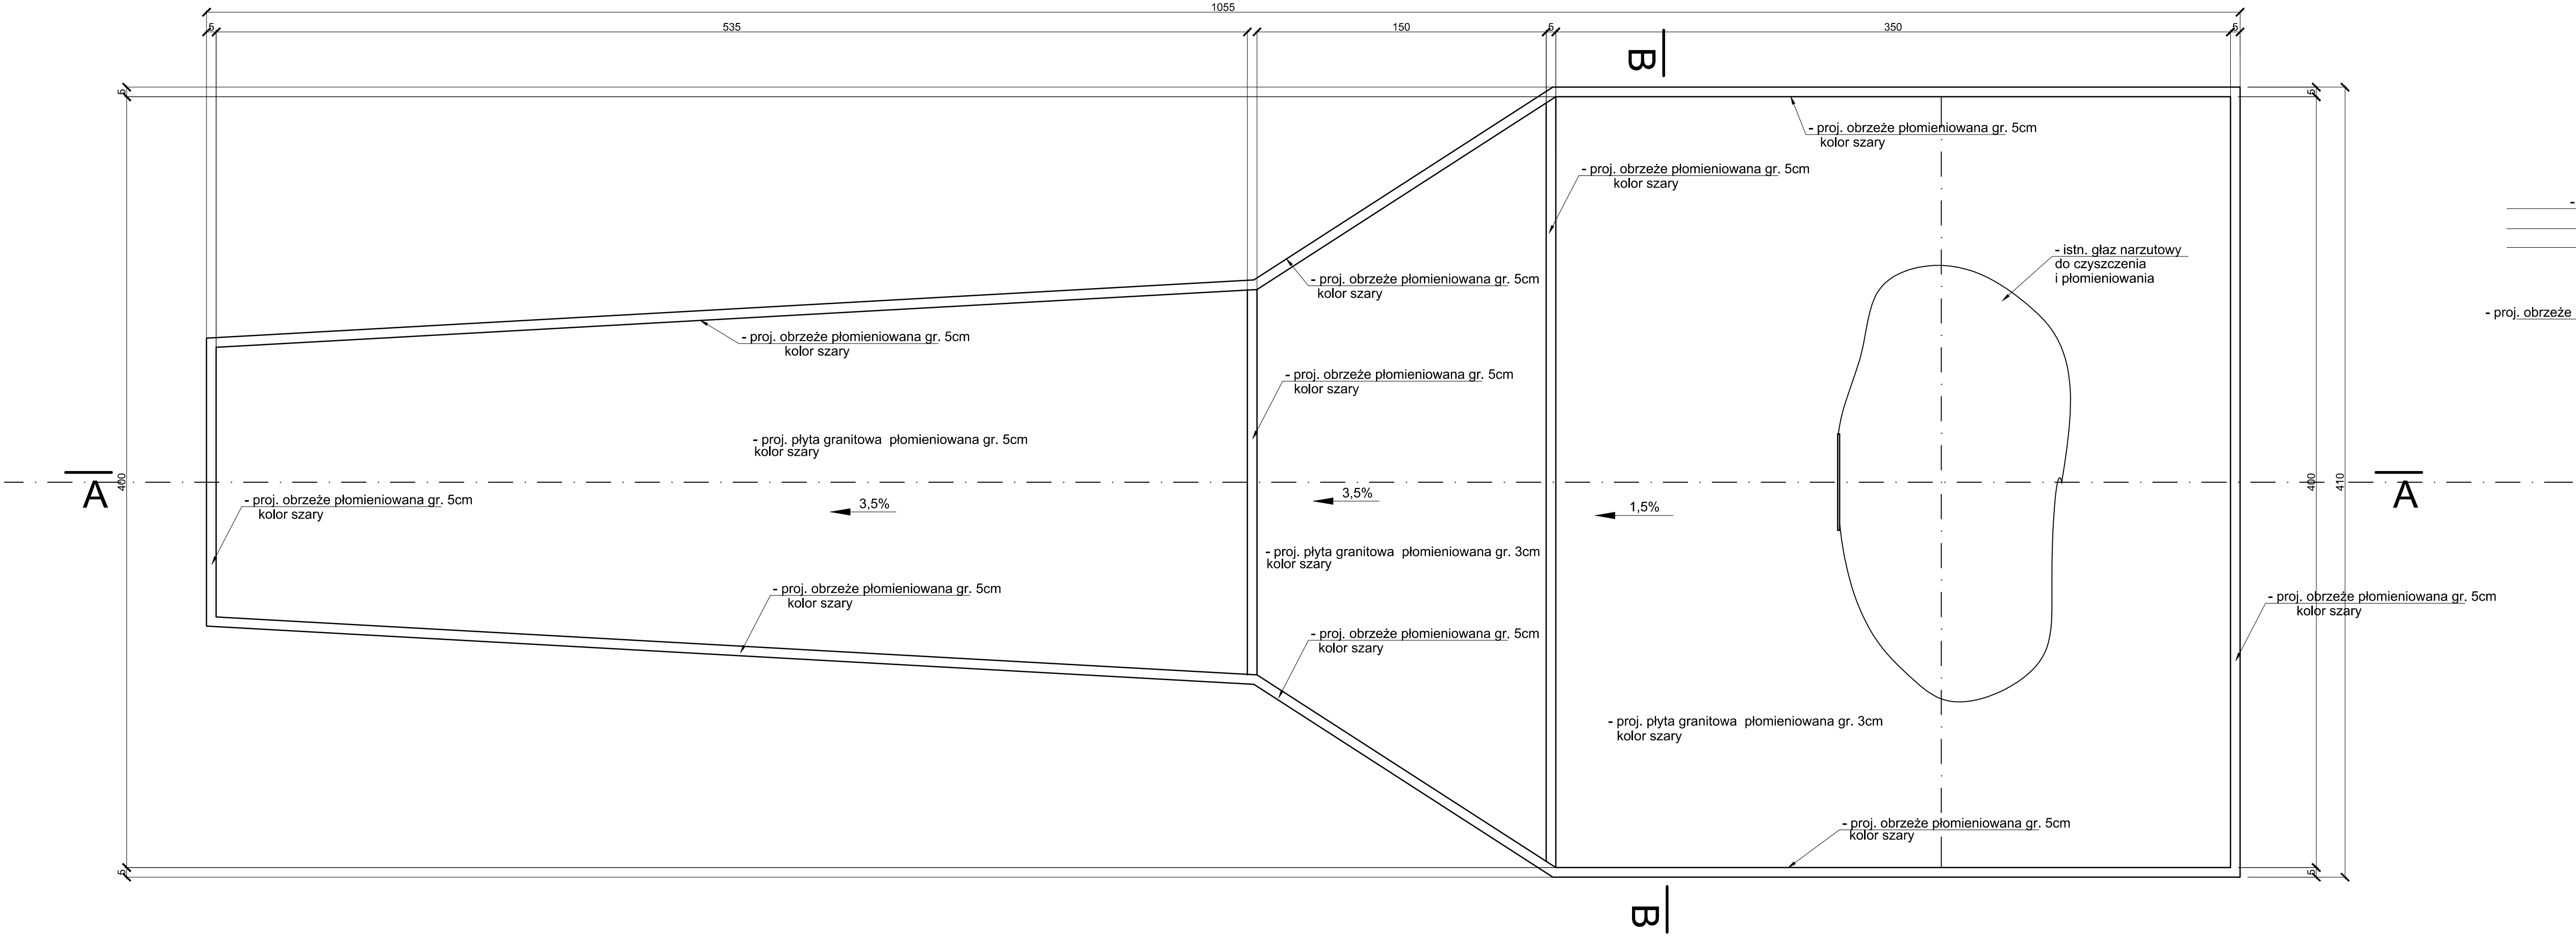 1055
5
535
150
5
350
5
B
5
5
- proj. obrzeże płomieniowana gr. 5cm
kolor szary
- proj. obrzeże płomieniowana gr. 5cm
kolor szary
-
- istn. głaz narzutowy
do czyszczenia
i płomieniowania
- proj. obrzeże płomieniowana gr. 5cm
kolor szary
- proj. obrzeże
- proj. obrzeże płomieniowana gr. 5cm
kolor szary
- proj. obrzeże płomieniowana gr. 5cm
kolor szary
- proj. płyta granitowa płomieniowana gr. 5cm
kolor szary
A
400
400
410
A
- proj. obrzeże płomieniowana gr. 5cm
kolor szary
3,5%
3,5%
1,5%
- proj. płyta granitowa płomieniowana gr. 3cm
kolor szary
- proj. obrzeże płomieniowana gr. 5cm
kolor szary
- proj. obrzeże płomieniowana gr. 5cm
kolor szary
- proj. obrzeże płomieniowana gr. 5cm
kolor szary
- proj. płyta granitowa płomieniowana gr. 3cm
kolor szary
- proj. obrzeże płomieniowana gr. 5cm
kolor szary
5
5
B